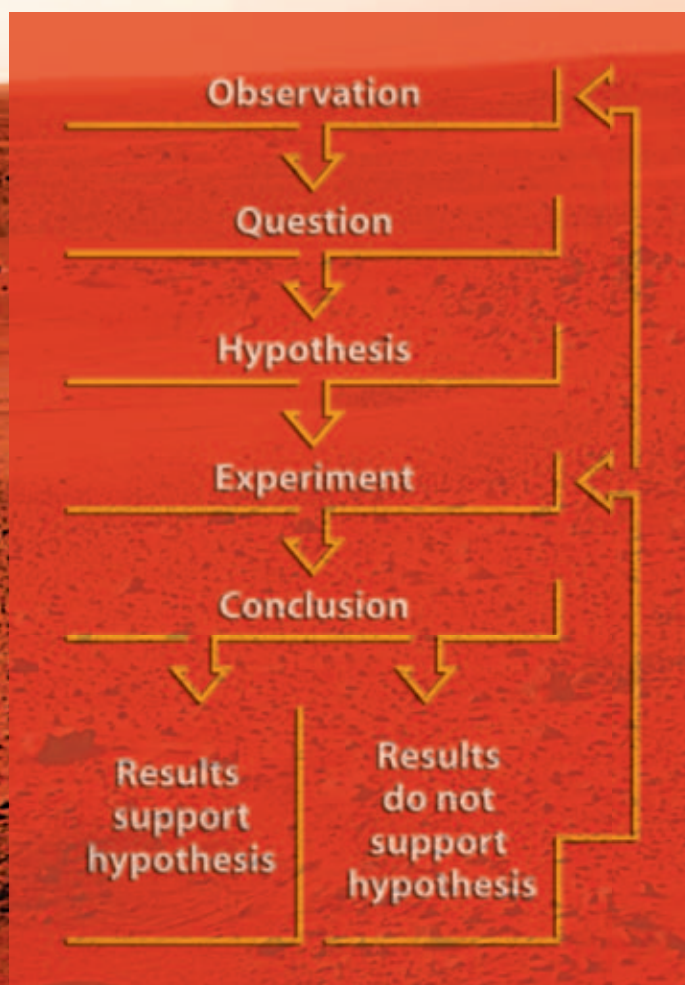 Observation
Question
Hypothesis
Experiment
Conclusion
Results
support
hypothesis
Results
do not
support
hypothesis